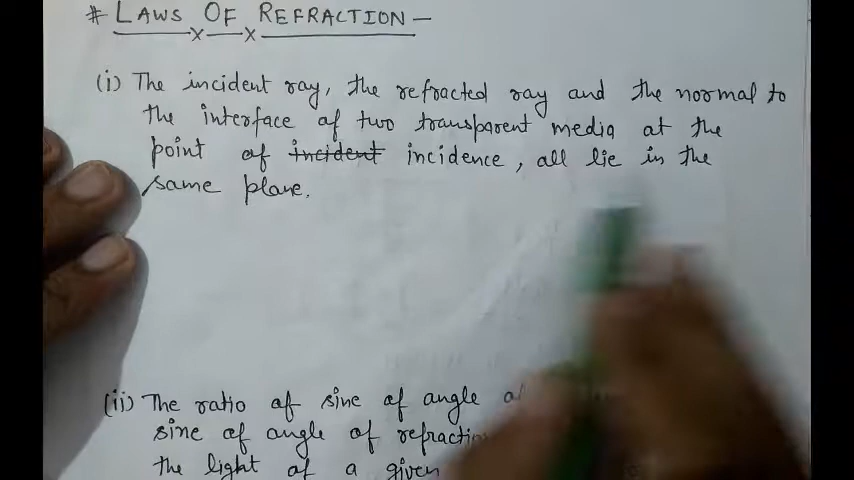 # LAWS OF REFRACTION —
(i) The incident ray, the refracted ray and the normal to
the interface of two transparent media at the
point of incident incidence, all lie in the
same plane.
(ii) The ratio of sine of angle
sine of angle of
the light of a given